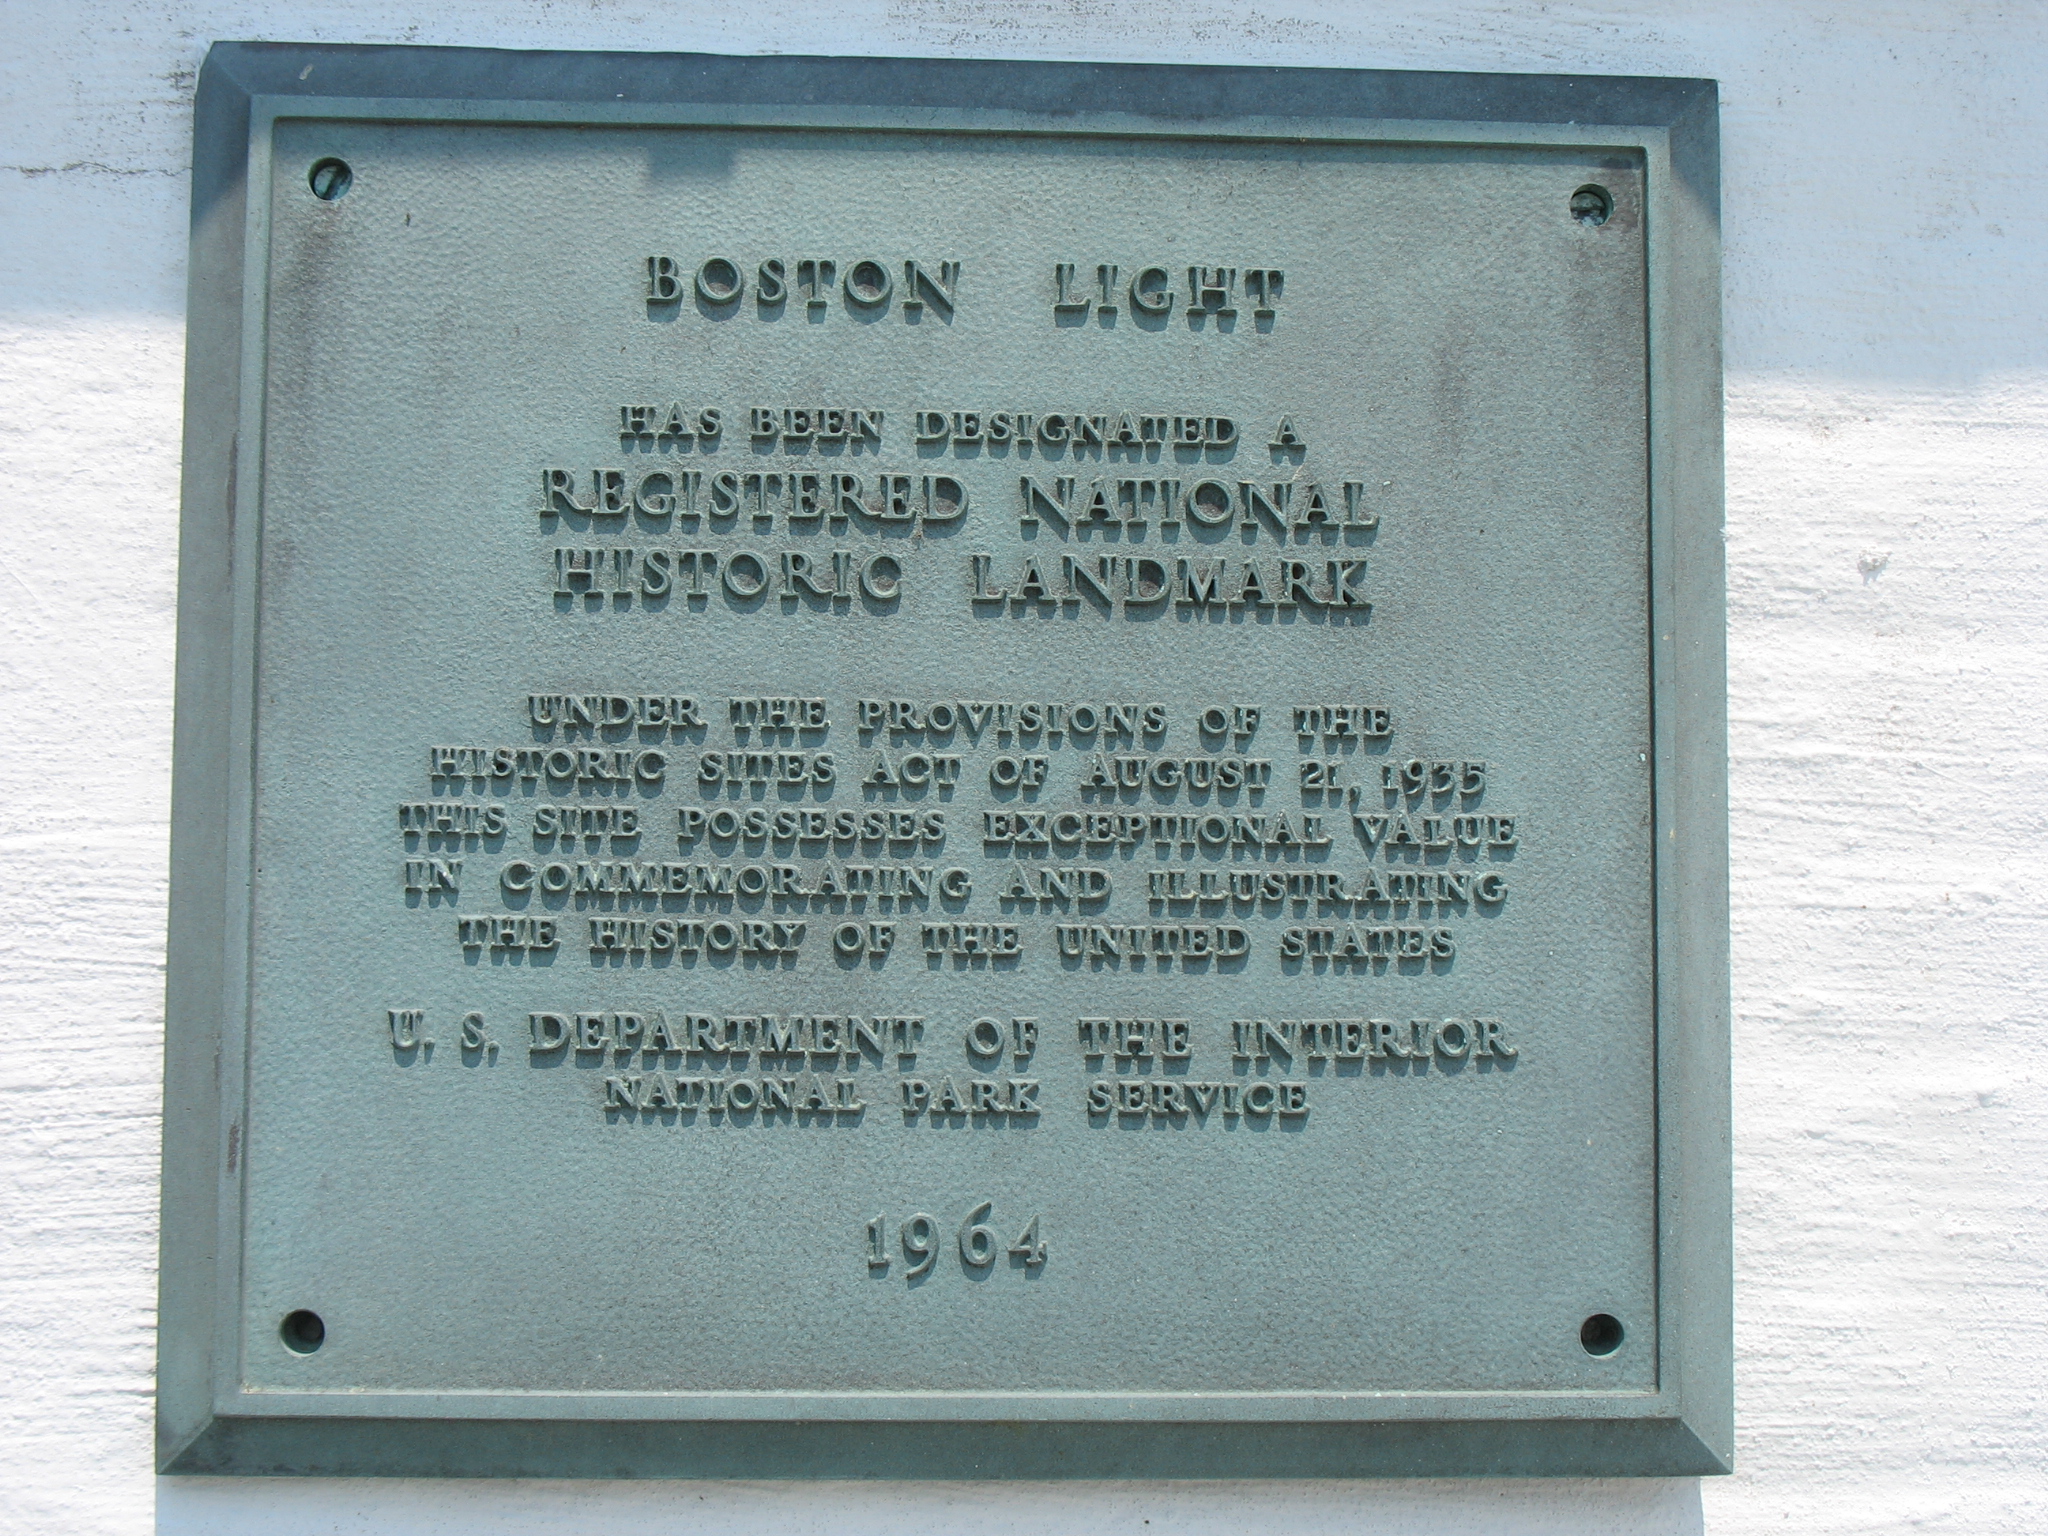 BOSTON LIGHT
HAS BEEN DESIGNATED A
REGISTERED NATIONAL
HISTORIC LANDMARK
UNDER THE PROVISIONS OF THE
HISTORIC SITES ACT OF AUGUST 21, 1935
THIS SITE POSSESSES EXCEPTIONAL VALUE
IN COMMEMORATING AND ILLUSTRATING
THE HISTORY OF THE UNITED STATES
U. S. DEPARTMENT OF THE INTERIOR
NATIONAL PARK SERVICE
1964